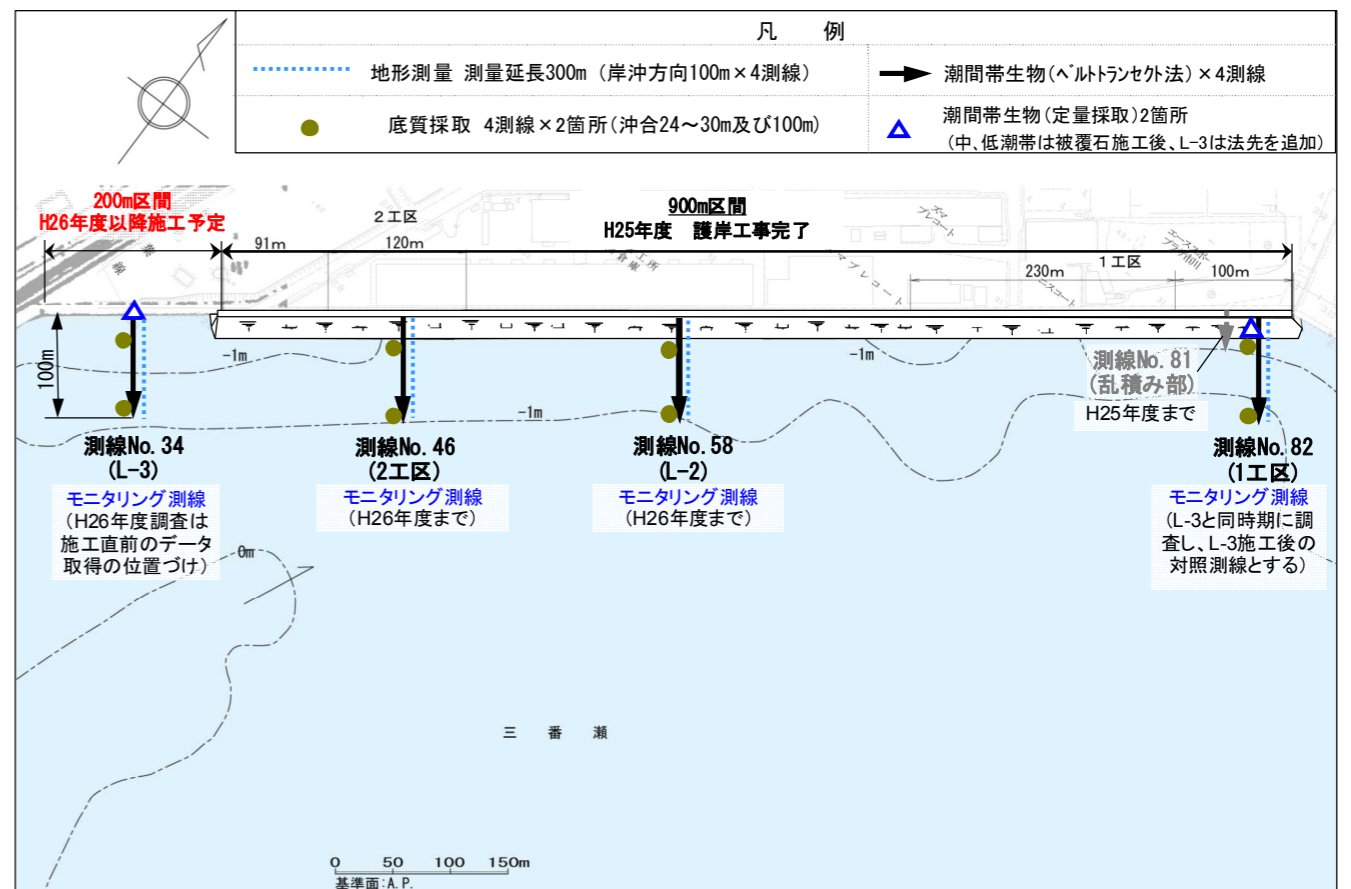 凡　例
地形測量 測量延長300m (岸沖方向100m×4測線)
潮間帯生物(ベルトトランセクト法)×4測線
底質採取 4測線×2箇所(沖合24～30m及び100m)
潮間帯生物(定量採取)2箇所
(中､低潮帯は被覆石施工後､L-3は法先を追加)
200m区間
H26年度以降施工予定
900m区間
H25年度　護岸工事完了
2工区
91m
120m
1工区
230m
100m
マプレコート
100m
-1m
-1m
-1m
測線No.81
(乱積み部)
H25年度まで
測線No.34
(L-3)
モニタリング測線
(H26年度調査は
施工直前のデータ
取得の位置づけ)
測線No.46
(2工区)
モニタリング測線
(H26年度まで)
測線No.58
(L-2)
モニタリング測線
(H26年度まで)
測線No.82
(1工区)
モニタリング測線
(L-3と同時期に調
査し､L-3施工後の
対照測線とする)
0m
三番瀬
0 50 100 150m
基準面:A.P.